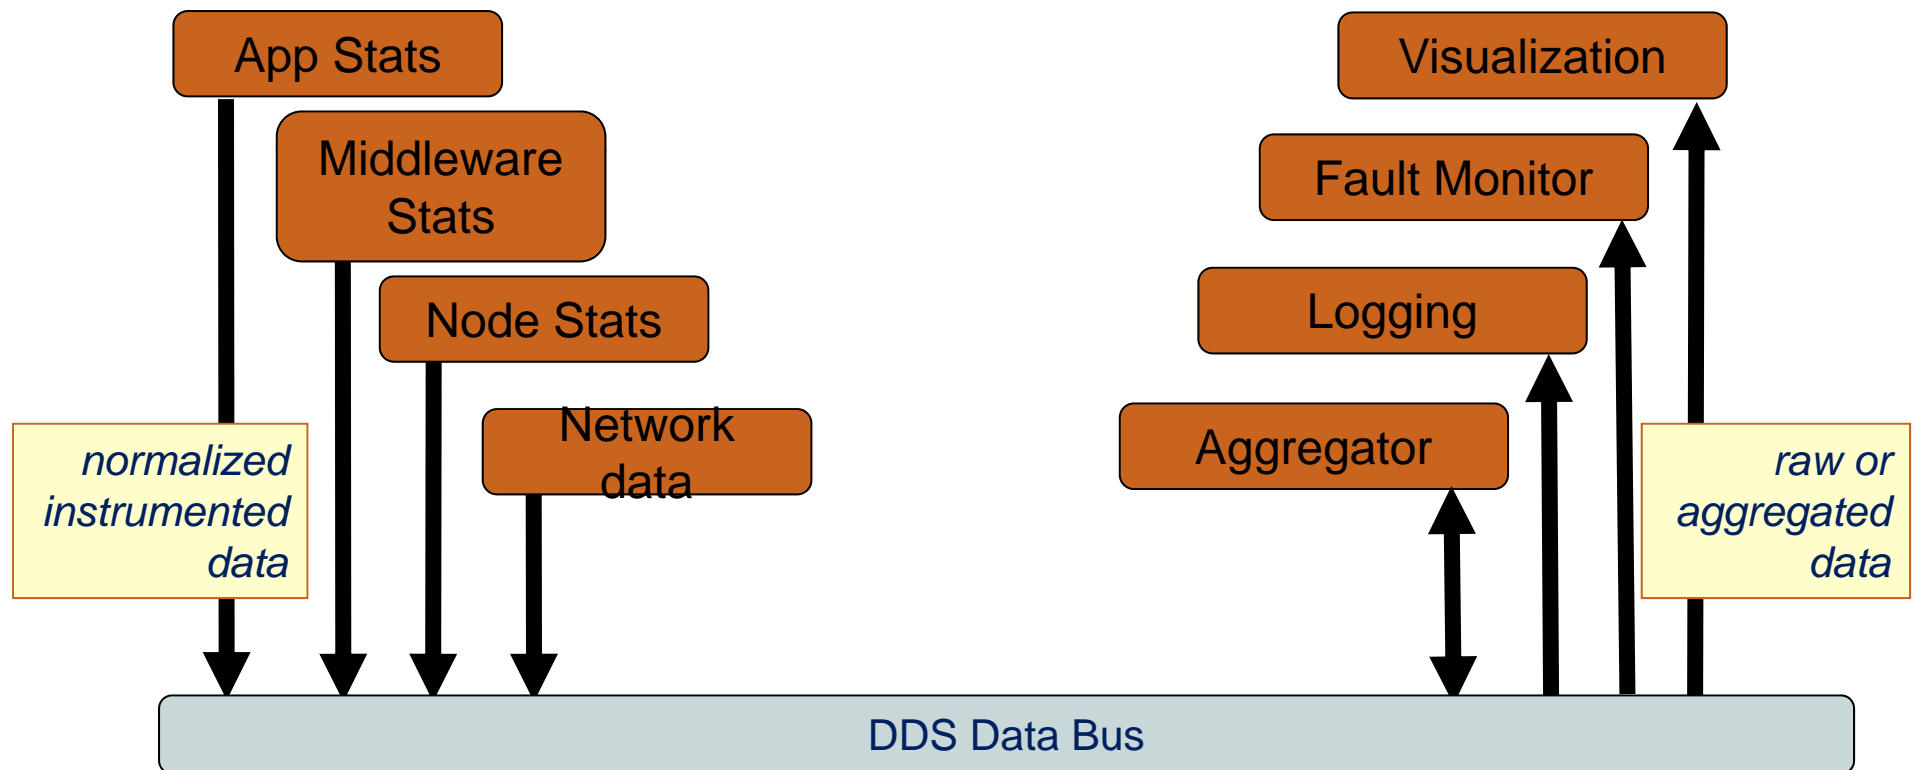 App Stats
Middleware
Stats
Node Stats
Network
data
normalized
instrumented
data
Visualization
Fault Monitor
Logging
Aggregator
raw or
aggregated
data
DDS Data Bus